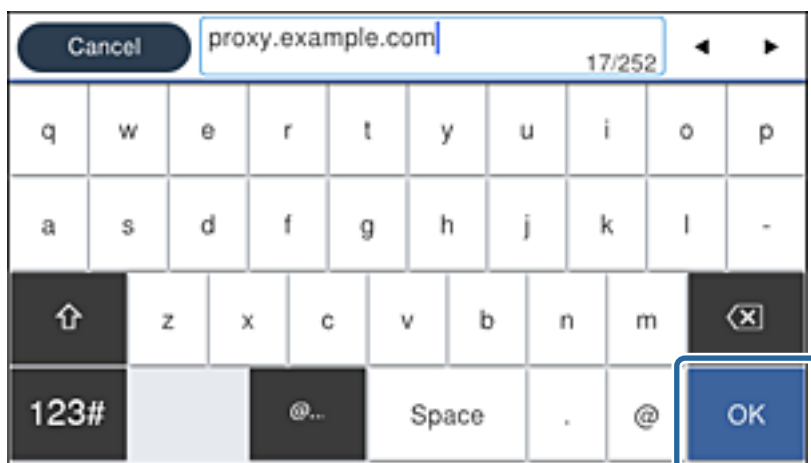 Cancel proxy.example.com
17/252
q w e r t y u i o p
a s d f g h j k l -
z x c v b n m
123# @... Space . @ OK